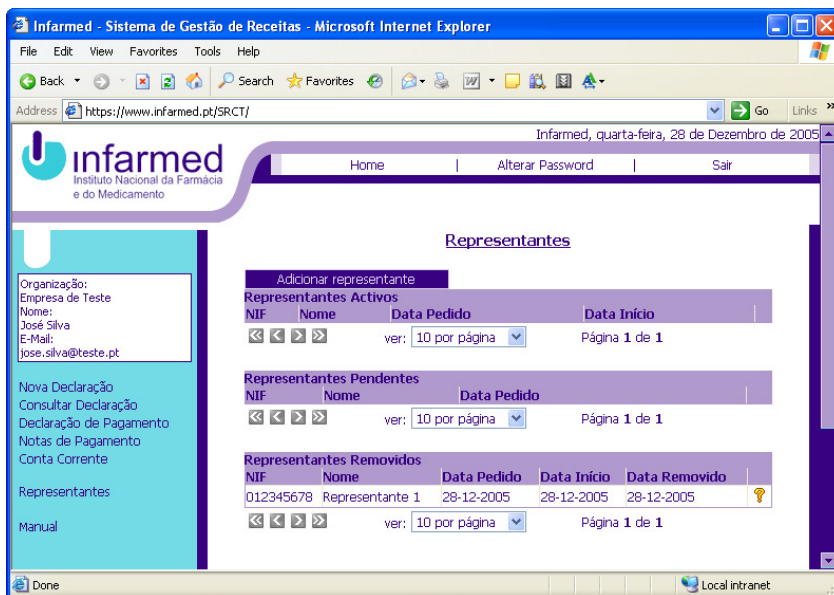 Infarmed - Sistema de Gestão de Receitas - Microsoft Internet Explorer
File Edit View Favorites Tools Help
Back Search Favorites
Address https://www.infarmed.pt/SRCT/ Go Links »
Infarmed, quarta-feira, 28 de Dezembro de 2005
infarmed
Instituto Nacional da Farmácia
e do Medicamento
Home | Alterar Password | Sair
Organização:
Empresa de Teste
Nome:
José Silva
E-Mail:
jose.silva@teste.pt
Nova Declaração
Consultar Declaração
Declaração de Pagamento
Notas de Pagamento
Conta Corrente
Representantes
Manual
Representantes
Adicionar representante
Representantes Activos
NIF Nome Data Pedido Data Início
ver: 10 por página Página 1 de 1
Representantes Pendentes
NIF Nome Data Pedido
ver: 10 por página Página 1 de 1
Representantes Removidos
NIF Nome Data Pedido Data Início Data Removido
012345678 Representante 1 28-12-2005 28-12-2005 28-12-2005
ver: 10 por página Página 1 de 1
Done Local intranet